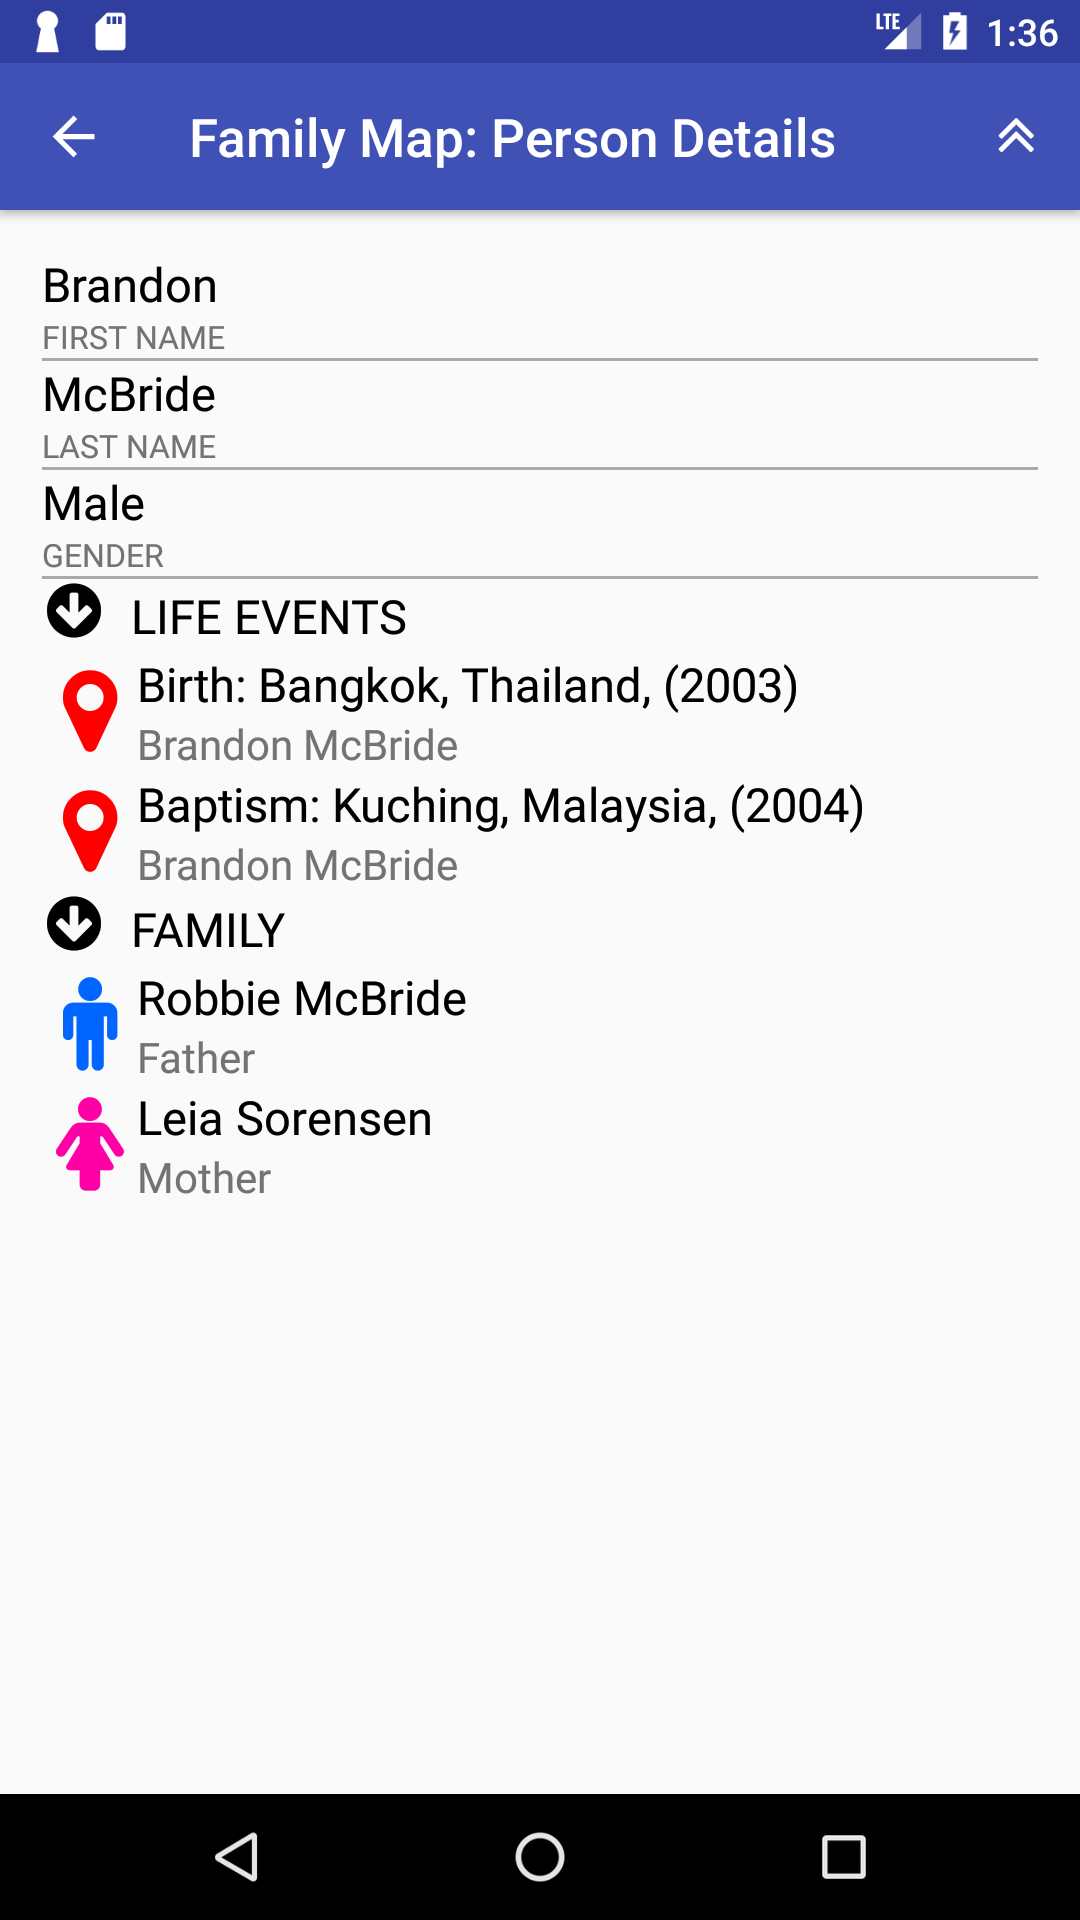 LTE 1:36
Family Map: Person Details
Brandon
FIRST NAME
McBride
LAST NAME
Male
GENDER
LIFE EVENTS
Birth: Bangkok, Thailand, (2003)
Brandon McBride
Baptism: Kuching, Malaysia, (2004)
Brandon McBride
FAMILY
Robbie McBride
Father
Leia Sorensen
Mother